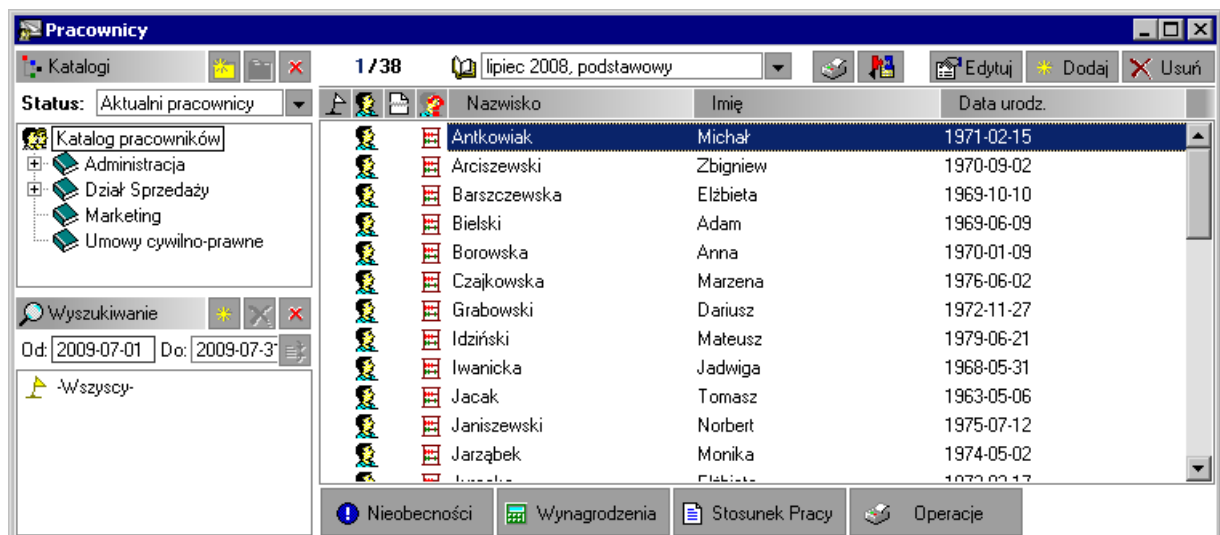 Pracownicy
Katalogi
1/38 lipiec 2008, podstawowy Edytuj Dodaj Usuń
Status: Aktualni pracownicy
Nazwisko Imię Data urodz.
Katalog pracowników
Administracja
Dział Sprzedaży
Marketing
Umowy cywilno-prawne
Wyszukiwanie
Od: 2009-07-01 Do: 2009-07-3
-Wszyscy-
Antkowiak Michał 1971-02-15
Arciszewski Zbigniew 1970-09-02
Barszczewska Elżbieta 1969-10-10
Bielski Adam 1969-06-09
Borowska Anna 1970-01-09
Czajkowska Marzena 1976-06-02
Grabowski Dariusz 1972-11-27
Idziński Mateusz 1979-06-21
Iwanicka Jadwiga 1968-05-31
Jacak Tomasz 1963-05-06
Janiszewski Norbert 1975-07-12
Jarząbek Monika 1974-05-02
Nieobecności Wynagrodzenia Stosunek Pracy Operacje